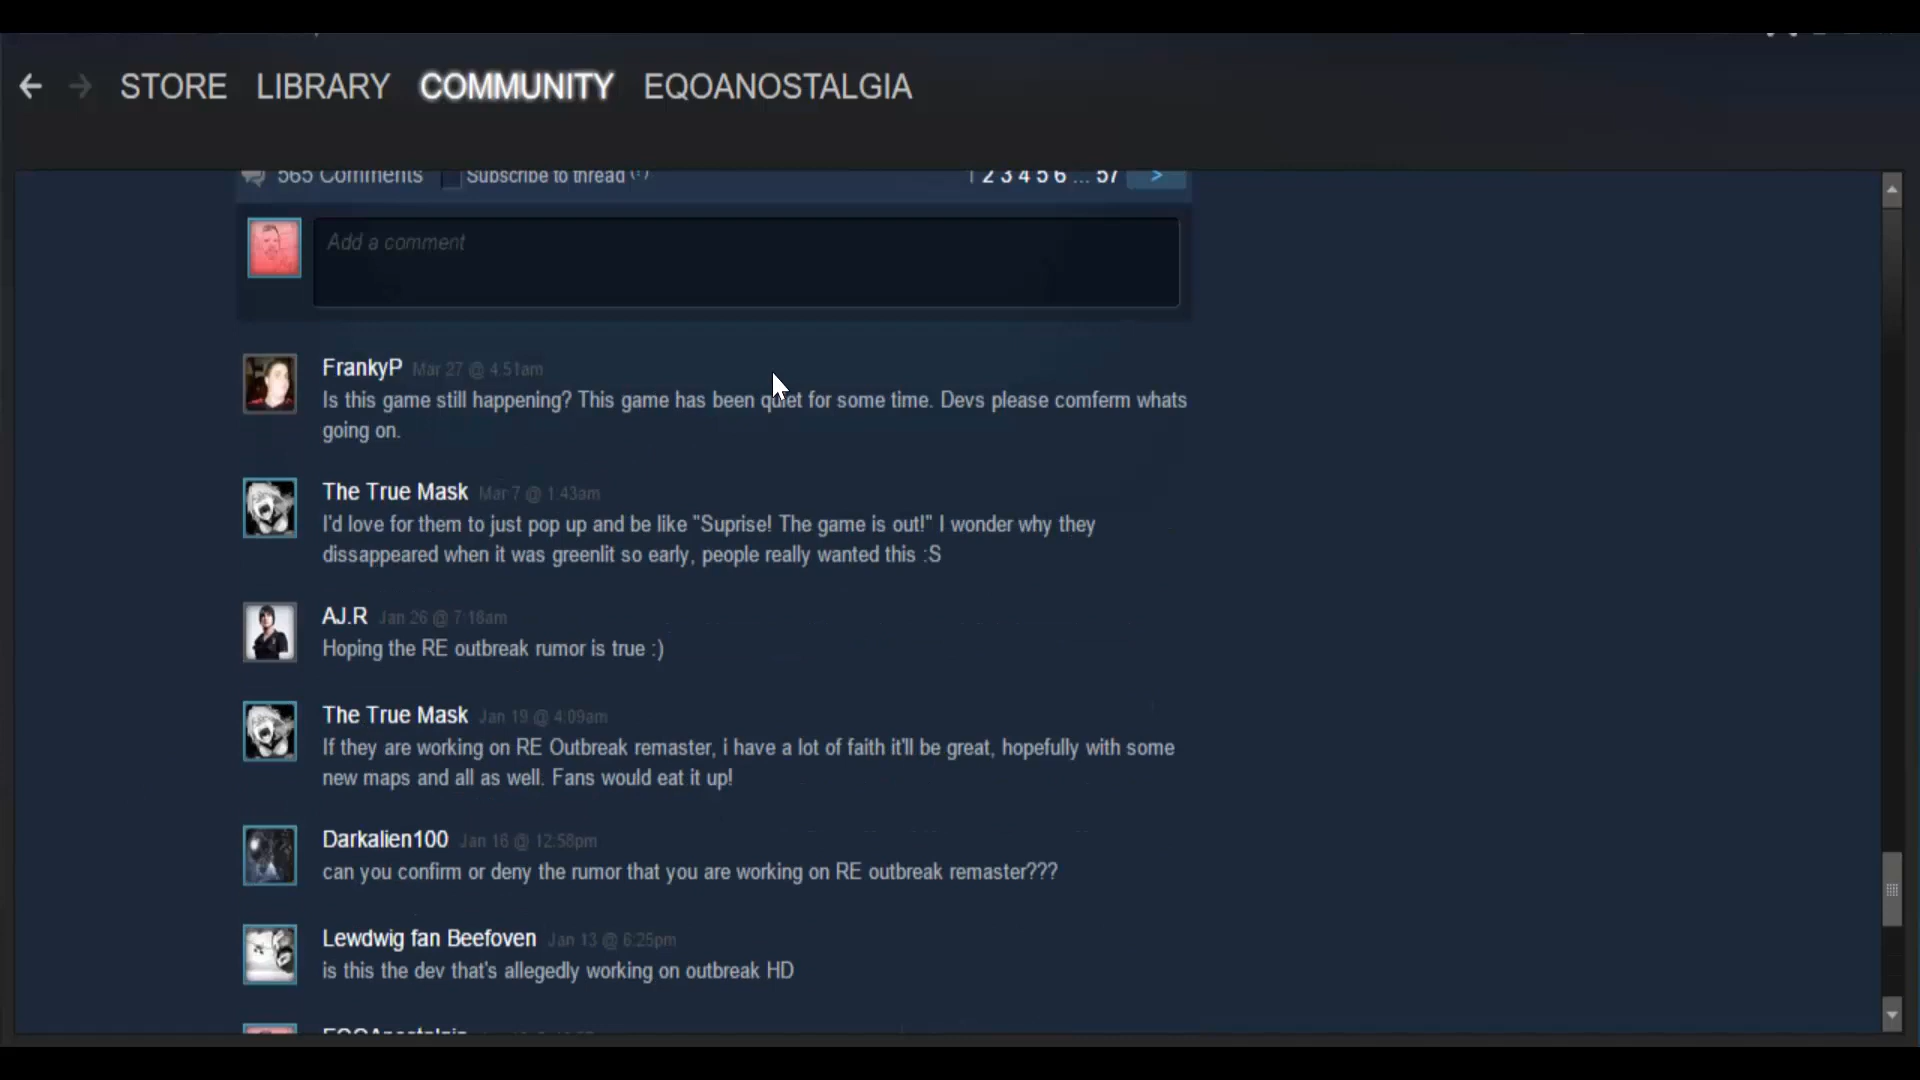 STORE LIBRARY COMMUNITY EQOANOSTALGIA
565 Comments Subscribe to thread (?) 1 2 3 4 5 6 ... 57 >
Add a comment
FrankyP Mar 27 @ 4:51am
Is this game still happening? This game has been quiet for some time. Devs please comferm whats
going on.
The True Mask Mar 7 @ 1:43am
I'd love for them to just pop up and be like "Suprise! The game is out!" I wonder why they
dissappeared when it was greenlit so early, people really wanted this :S
AJ.R Jan 26 @ 7:18am
Hoping the RE outbreak rumor is true :)
The True Mask Jan 19 @ 4:09am
If they are working on RE Outbreak remaster, i have a lot of faith it'll be great, hopefully with some
new maps and all as well. Fans would eat it up!
Darkalien100 Jan 16 @ 12:58pm
can you confirm or deny the rumor that you are working on RE outbreak remaster???
Lewdwig fan Beefoven Jan 13 @ 6:25pm
is this the dev that's allegedly working on outbreak HD
EQOAnostalgia